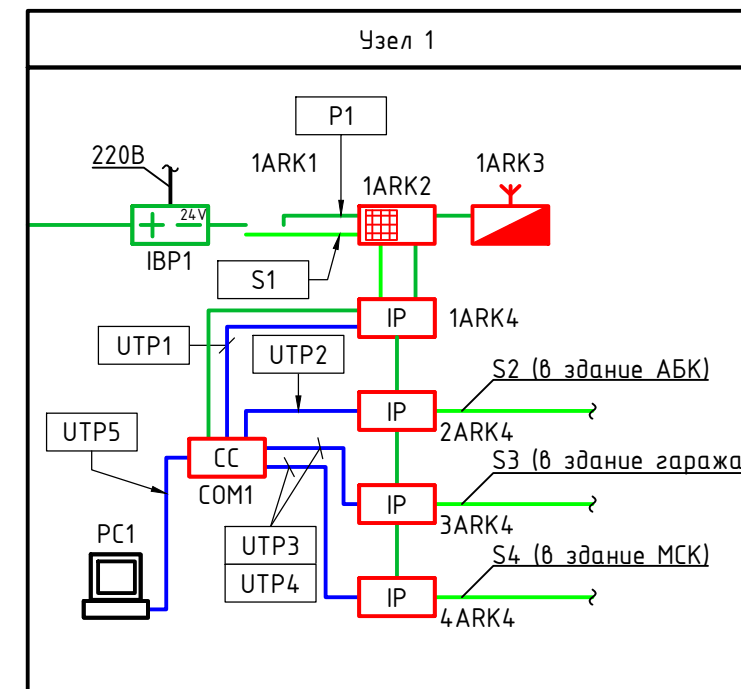 Узел 1
P1
220В
1ARK1
1ARK2
1ARK3
24V
IBP1
S1
IP
1ARK4
UTP1
UTP2
S2 (в здание АБК)
IP
2ARK4
UTP5
CC
COM1
S3 (в здание гаража
IP
3ARK4
PC1
UTP3
UTP4
S4 (в здание МСК)
IP
4ARK4